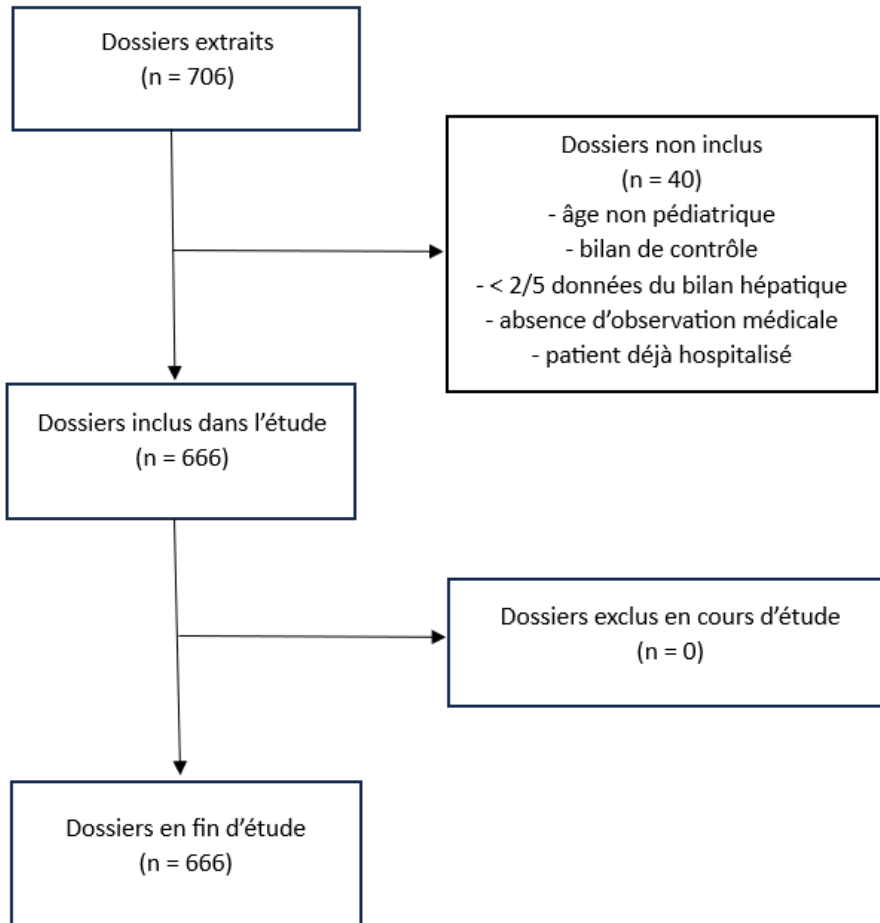 Dossiers extraits
(n = 706)
Dossiers non inclus
(n = 40)
- âge non pédiatrique
- bilan de contrôle
- < 2/5 données du bilan hépatique
- absence d’observation médicale
- patient déjà hospitalisé
Dossiers inclus dans l’étude
(n = 666)
Dossiers exclus en cours d’étude
(n = 0)
Dossiers en fin d’étude
(n = 666)